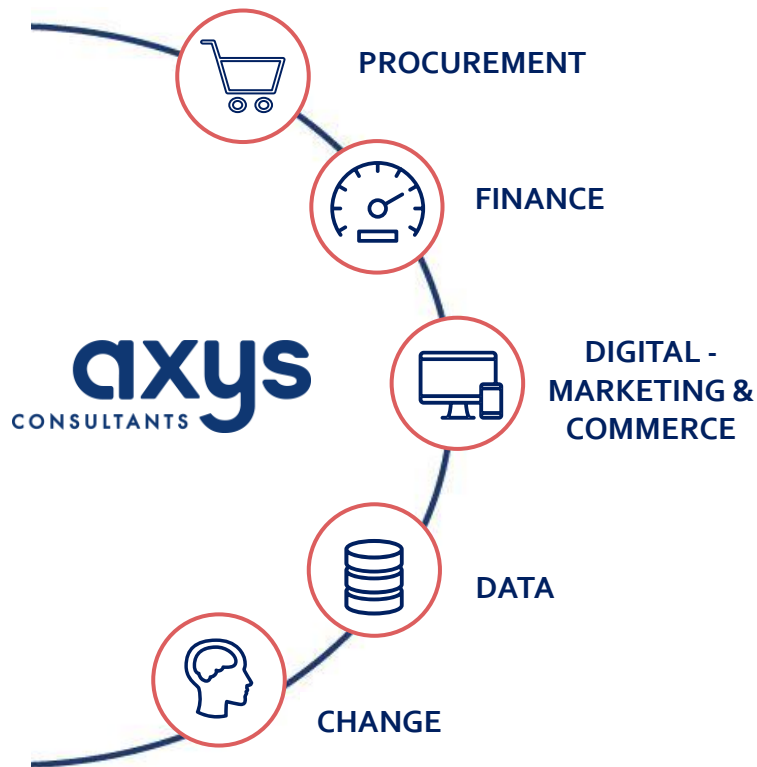 PROCUREMENT
FINANCE
axys
CONSULTANTS
DIGITAL -
MARKETING &
COMMERCE
DATA
CHANGE